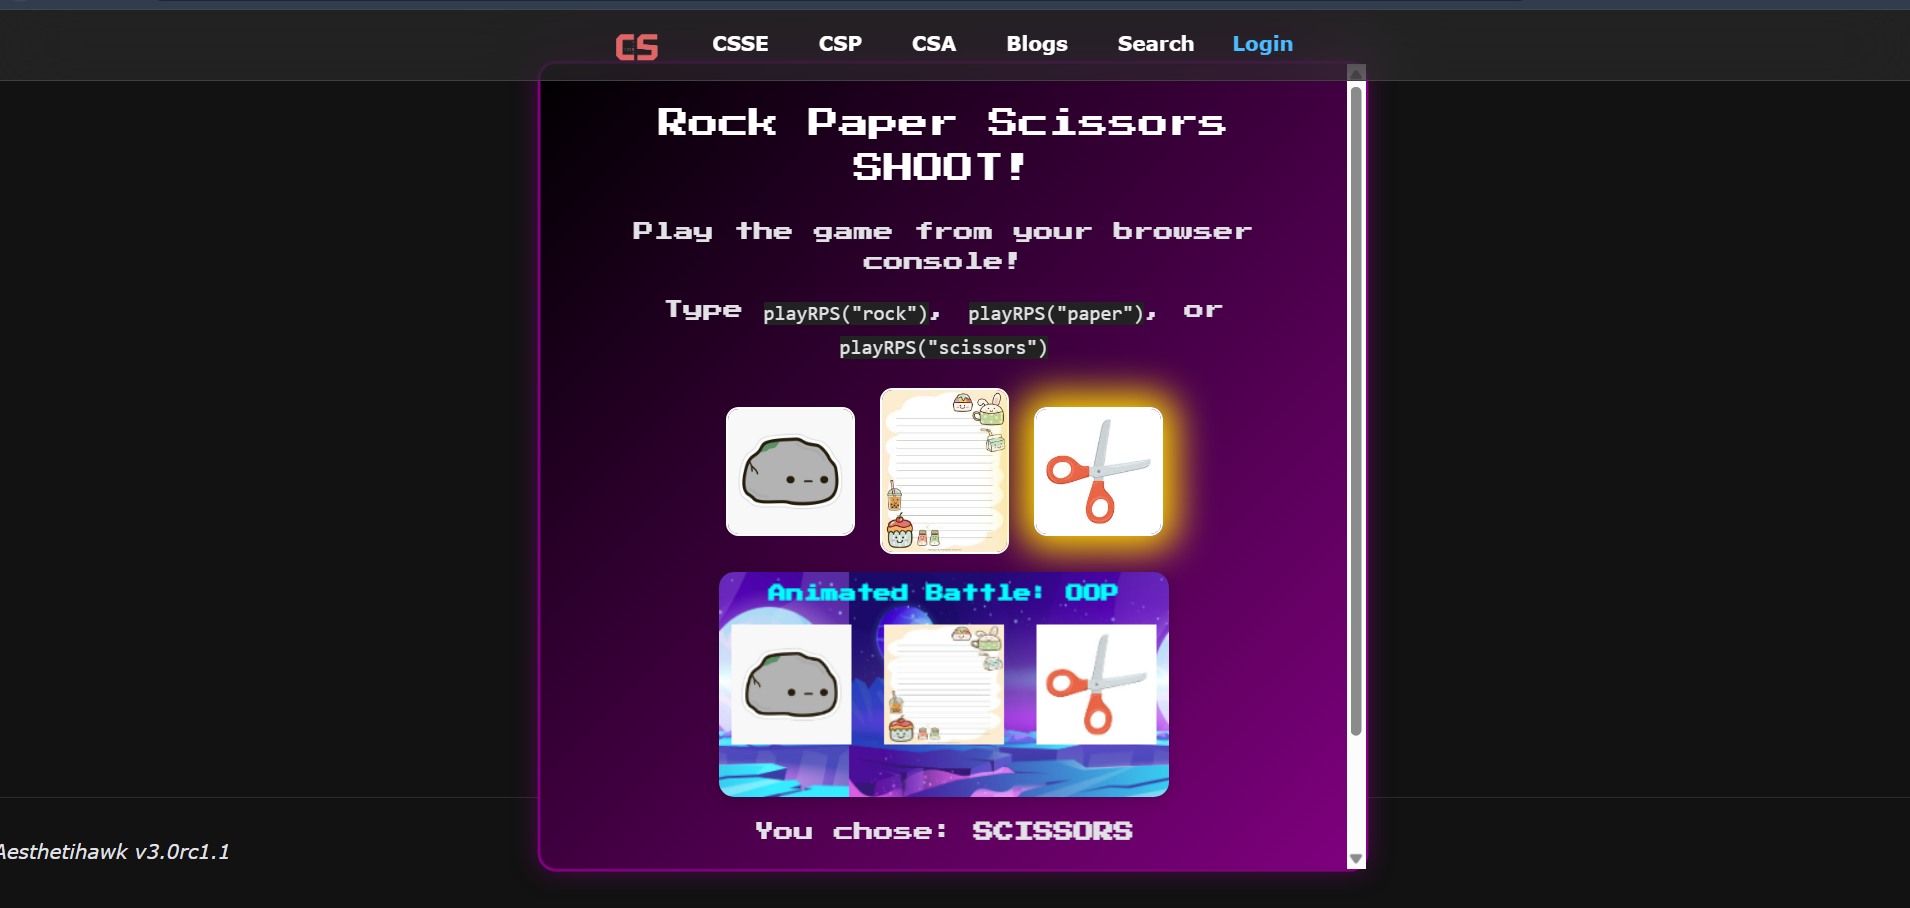 CS CSSE CSP CSA Blogs Search Login
Rock Paper Scissors
SHOOT!
Play the game from your browser
console!
Type playRPS("rock"), playRPS("paper"), or
playRPS("scissors")
Animated Battle: OOP
You chose: SCISSORS
Aesthetihawk v3.0rc1.1